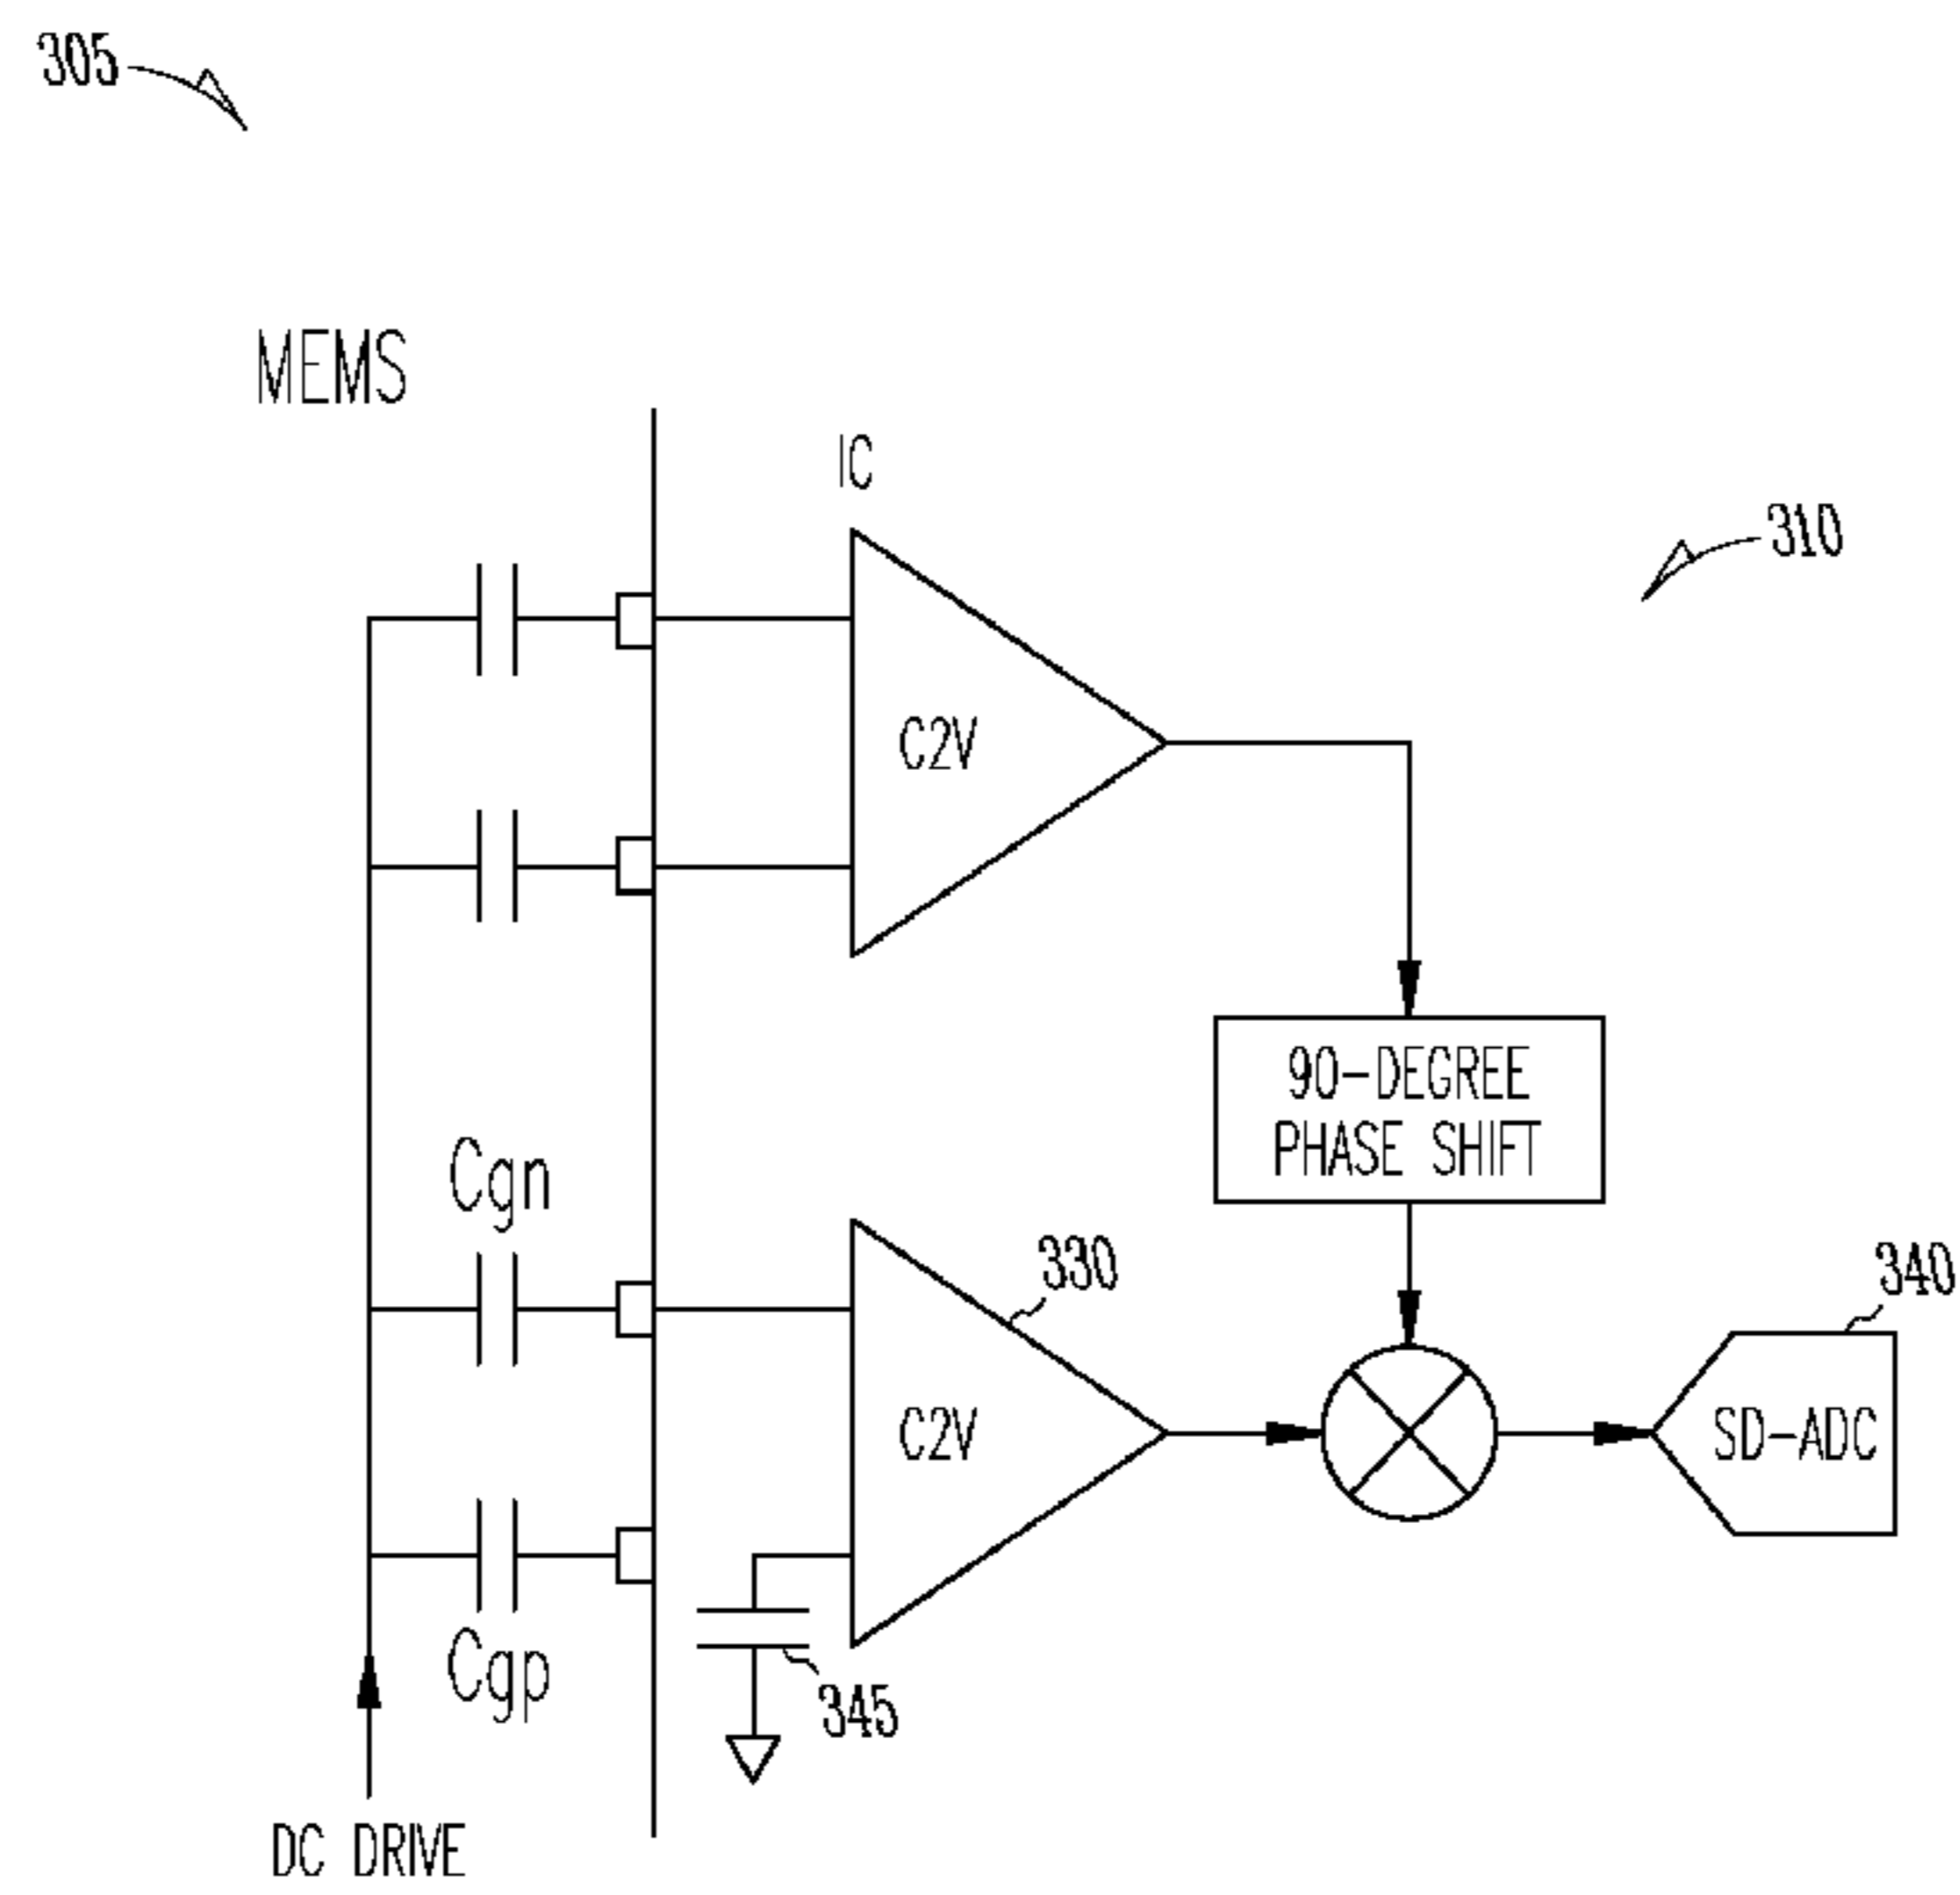 305
MEMS
IC
310
C2V
90-DEGREE
PHASE SHIFT
Cgn
330
340
C2V
SD-ADC
Cgp
345
DC DRIVE